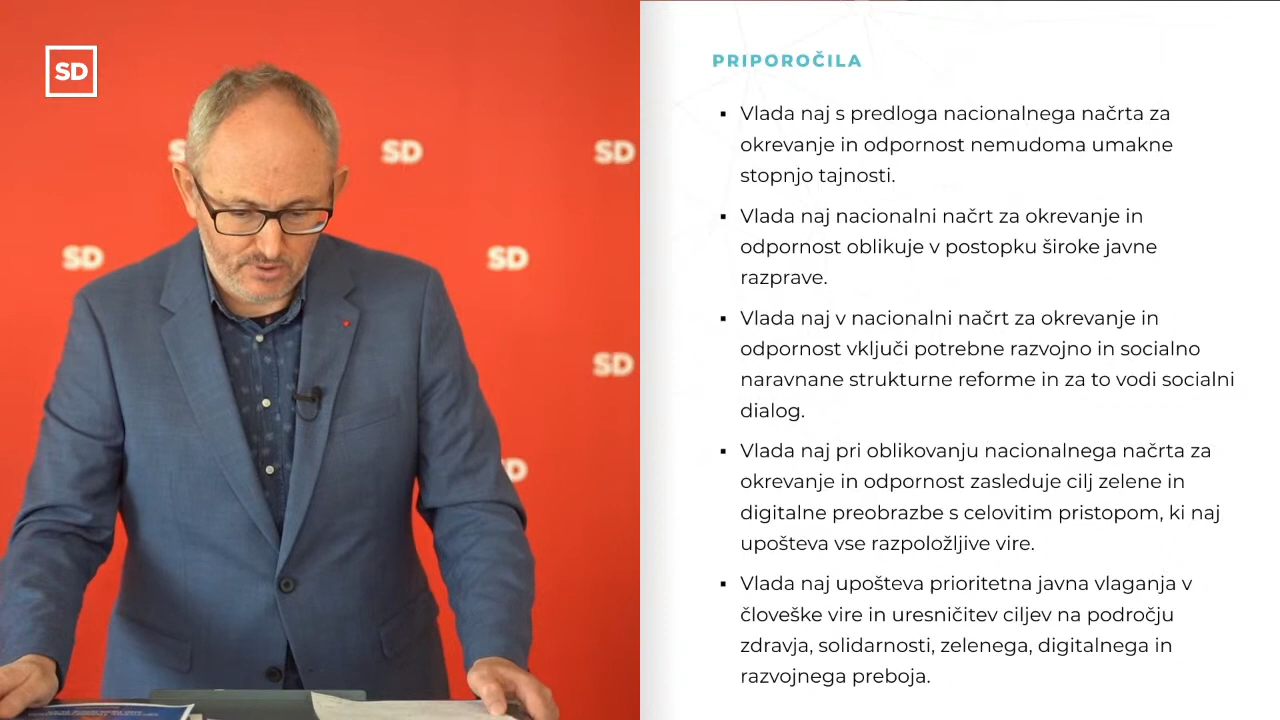 SD
SD
SD
SD
SD
SD
SD
PRIPOROČILA
▪ Vlada naj s predloga nacionalnega načrta za
okrevanje in odpornost nemudoma umakne
stopnjo tajnosti.
▪ Vlada naj nacionalni načrt za okrevanje in
odpornost oblikuje v postopku široke javne
razprave.
▪ Vlada naj v nacionalni načrt za okrevanje in
odpornost vključi potrebne razvojno in socialno
naravnane strukturne reforme in za to vodi socialni
dialog.
▪ Vlada naj pri oblikovanju nacionalnega načrta za
okrevanje in odpornost zasleduje cilj zelene in
digitalne preobrazbe s celovitim pristopom, ki naj
upošteva vse razpoložljive vire.
▪ Vlada naj upošteva prioritetna javna vlaganja v
človeške vire in uresničitev ciljev na področju
zdravja, solidarnosti, zelenega, digitalnega in
razvojnega preboja.